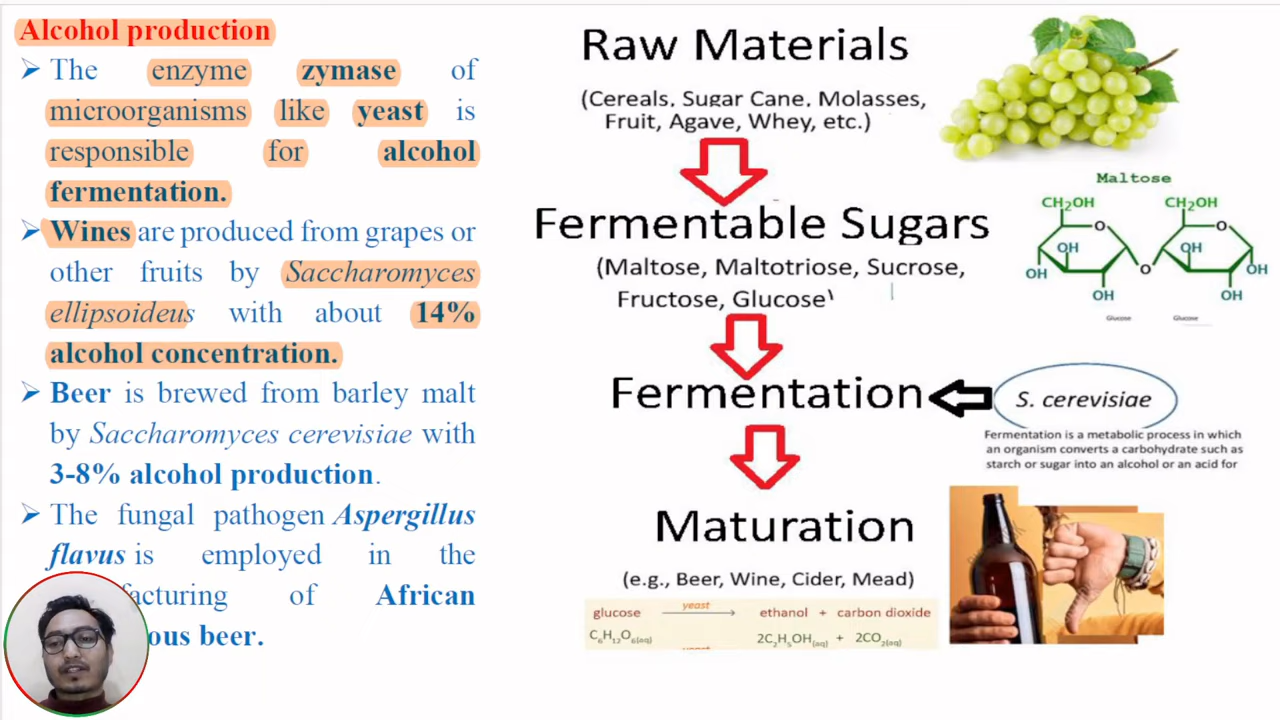 Alcohol production
➤ The enzyme zymase of
microorganisms like yeast is
responsible for alcohol
fermentation.
➤ Wines are produced from grapes or
other fruits by Saccharomyces
ellipsoideus with about 14%
alcohol concentration.
➤ Beer is brewed from barley malt
by Saccharomyces cerevisiae with
3-8% alcohol production.
➤ The fungal pathogen Aspergillus
flavus is employed in the
of African
beer.
Raw Materials
(Cereals, Sugar Cane, Molasses,
Fruit, Agave, Whey, etc.)
Fermentable Sugars
(Maltose, Maltotriose, Sucrose,
Fructose, Glucose)
Fermentation
Maturation
(e.g., Beer, Wine, Cider, Mead)
glucose yeast ethanol + carbon dioxide
C₆H₁₂O₆(aq) 2C₂H₅OH(aq) + 2CO₂(aq)
yeast
Maltose
CH₂OH CH₂OH
O O
OH OH
OH O OH
OH OH
Glucose Glucose
S. cerevisiae
Fermentation is a metabolic process in which
an organism converts a carbohydrate such as
starch or sugar into an alcohol or an acid for